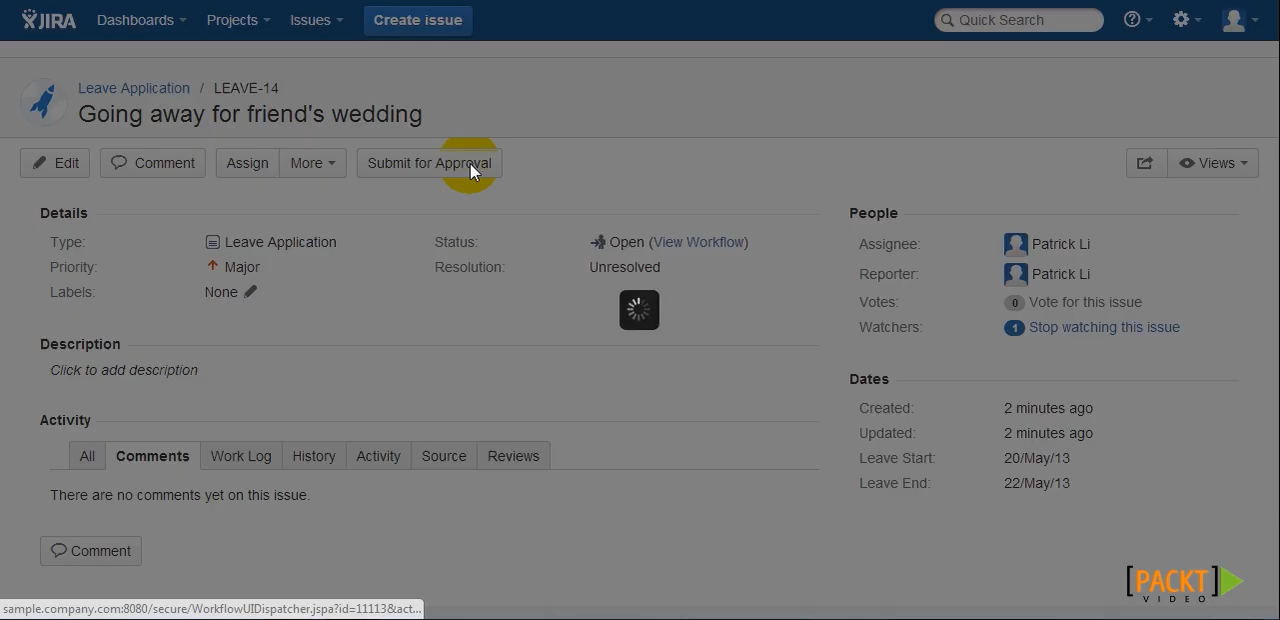 JIRA Dashboards Projects Issues Create issue Quick Search
Leave Application / LEAVE-14
Going away for friend's wedding
Edit Comment Assign More Submit for Approval Views
Details
Type: Leave Application
Priority: Major
Labels: None
Status: Open (View Workflow)
Resolution: Unresolved
Description
Click to add description
Activity
All Comments Work Log History Activity Source Reviews
There are no comments yet on this issue.
Comment
People
Assignee: Patrick Li
Reporter: Patrick Li
Votes: 0 Vote for this issue
Watchers: 1 Stop watching this issue
Dates
Created: 2 minutes ago
Updated: 2 minutes ago
Leave Start: 20/May/13
Leave End: 22/May/13
[PACKT]
VIDEO
sample.company.com:8080/secure/WorkflowUIDispatcher.jspa?id=11113&act...